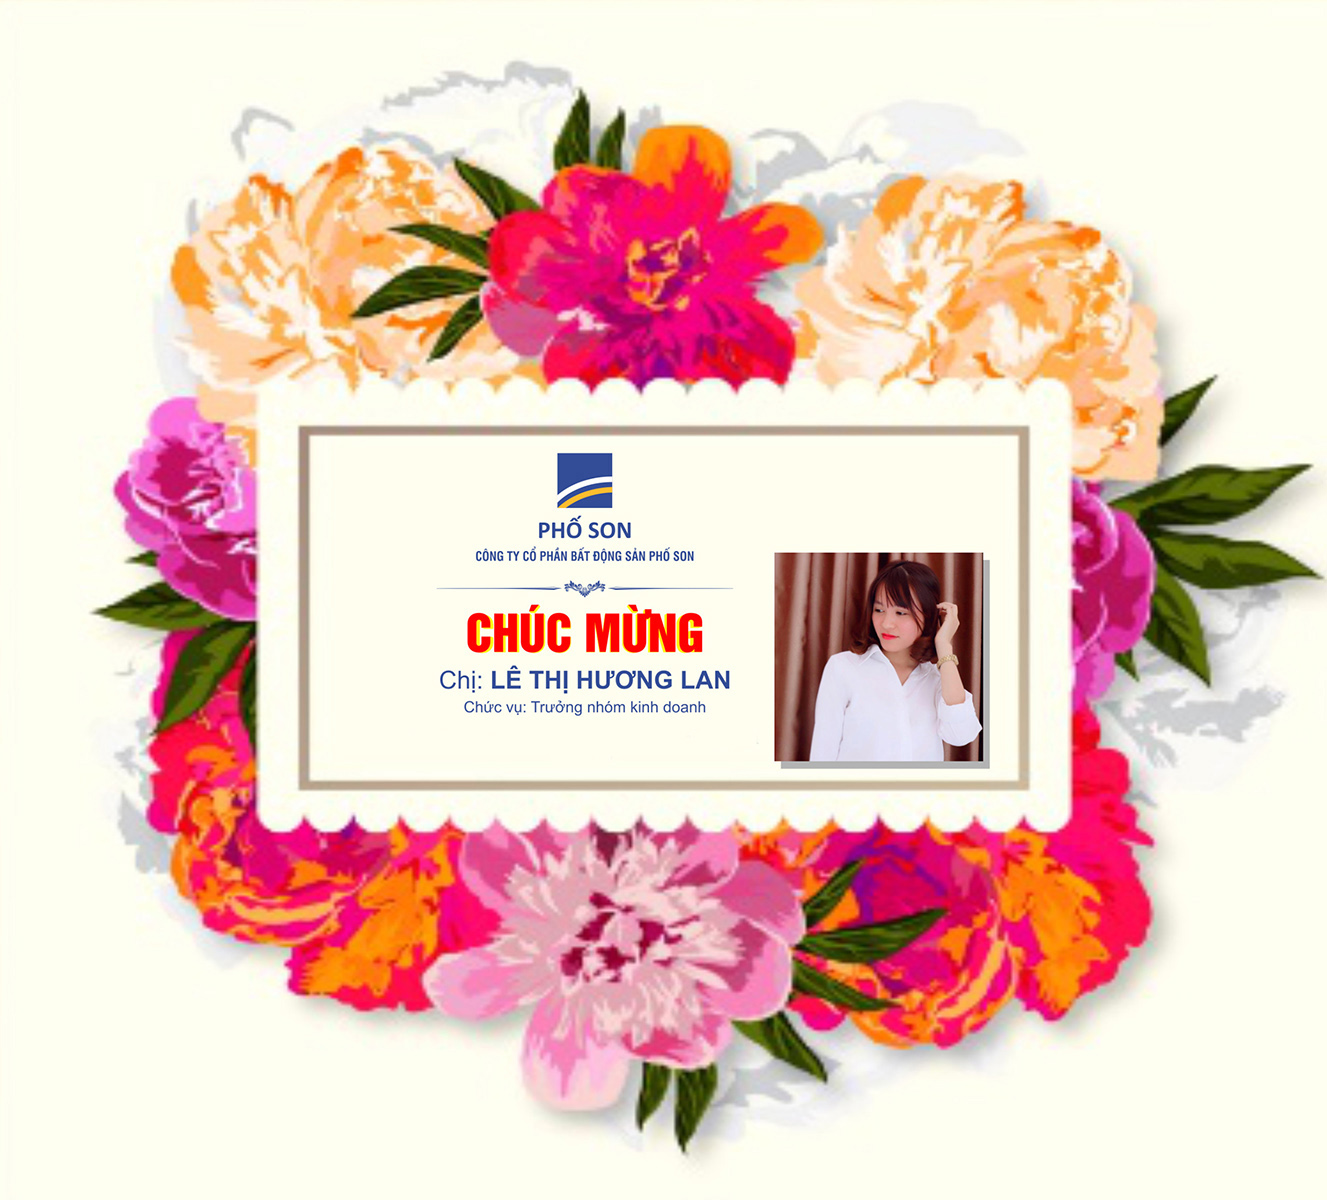 PHỐ SON
CÔNG TY CỔ PHẦN BẤT ĐỘNG SẢN PHỐ SON
CHÚC MỪNG
Chị: LÊ THỊ HƯƠNG LAN
Chức vụ: Trưởng nhóm kinh doanh